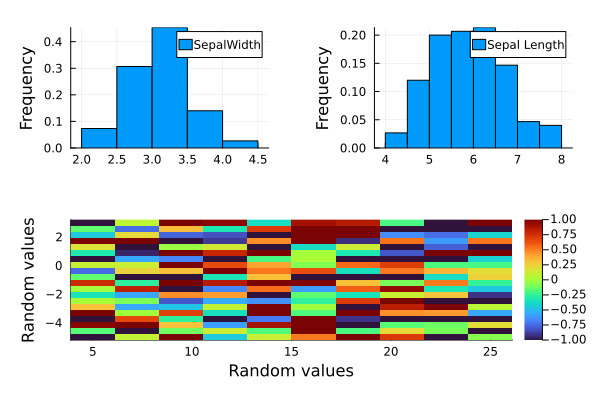 Frequency
0.4
0.3
0.2
0.1
0.0
SepalWidth
2.0 2.5 3.0 3.5 4.0 4.5
Frequency
0.20
0.15
0.10
0.05
0.00
Sepal Length
4 5 6 7 8
Random values
2
0
−2
−4
5 10 15 20 25
Random values
1.00
0.75
0.50
0.25
0
−0.25
−0.50
−0.75
−1.00